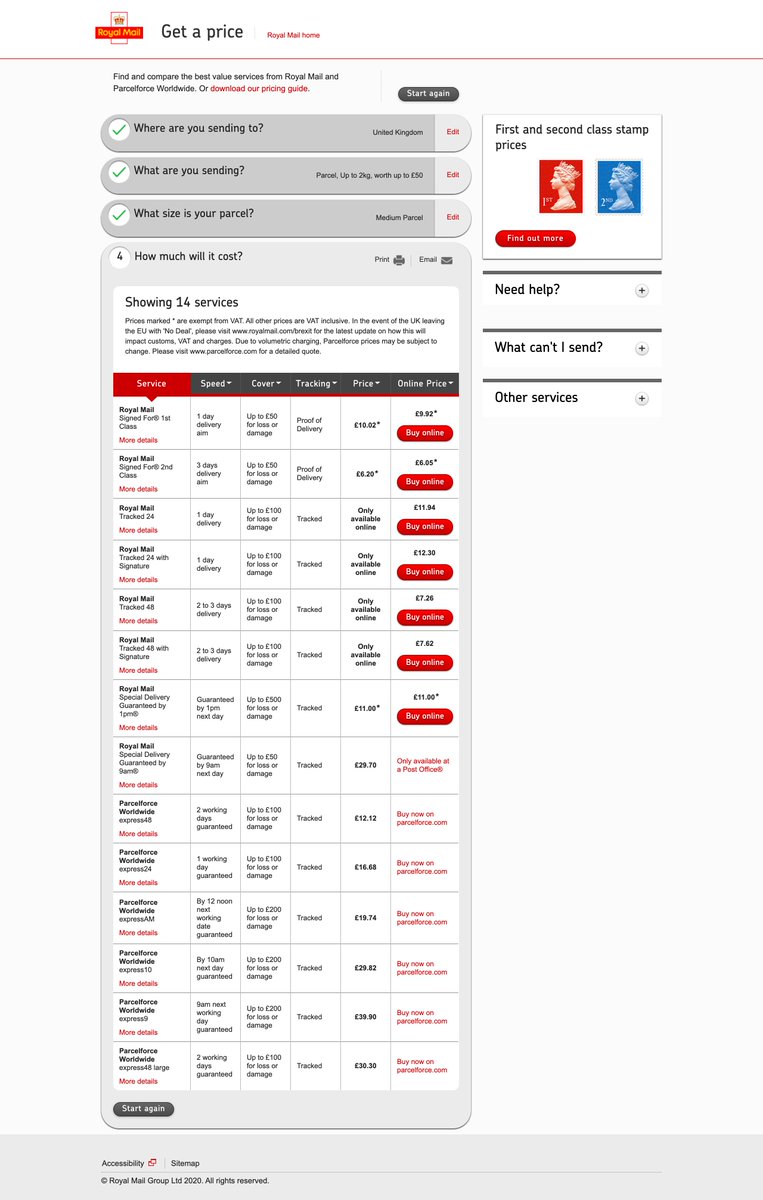 Royal Mail
Get a price
Royal Mail home
Find and compare the best value services from Royal Mail and
Parcelforce Worldwide. Or download our pricing guide.
Start again
Where are you sending to?
United Kingdom
Edit
What are you sending?
Parcel, Up to 2kg, worth up to £50
Edit
What size is your parcel?
Medium Parcel
Edit
4
How much will it cost?
Print
Email
Showing 14 services
Prices marked * are exempt from VAT. All other prices are VAT inclusive. In the event of the UK leaving
the EU with 'No Deal', please visit www.royalmail.com/brexit for the latest update on how this will
impact customs, VAT and charges. Due to volumetric charging, Parcelforce prices may be subject to
change. Please visit www.parcelforce.com for a detailed quote.
Service
Speed
Cover
Tracking
Price
Online Price
Royal Mail
Signed For® 1st
Class
More details
1 day
delivery
aim
Up to £50
for loss or
damage
Proof of
Delivery
£10.02*
£9.92*
Buy online
Royal Mail
Signed For® 2nd
Class
More details
3 days
delivery
aim
Up to £50
for loss or
damage
Proof of
Delivery
£6.20*
£6.05*
Buy online
Royal Mail
Tracked 24
More details
1 day
delivery
Up to £100
for loss or
damage
Tracked
Only
available
online
£11.94
Buy online
Royal Mail
Tracked 24 with
Signature
More details
1 day
delivery
Up to £100
for loss or
damage
Tracked
Only
available
online
£12.30
Buy online
Royal Mail
Tracked 48
More details
2 to 3 days
delivery
Up to £100
for loss or
damage
Tracked
Only
available
online
£7.26
Buy online
Royal Mail
Tracked 48 with
Signature
More details
2 to 3 days
delivery
Up to £100
for loss or
damage
Tracked
Only
available
online
£7.62
Buy online
Royal Mail
Special Delivery
Guaranteed by
1pm®
More details
Guaranteed
by 1pm
next day
Up to £500
for loss or
damage
Tracked
£11.00*
£11.00*
Buy online
Royal Mail
Special Delivery
Guaranteed by
9am®
More details
Guaranteed
by 9am
next day
Up to £50
for loss or
damage
Tracked
£29.70
Only available at
a Post Office®
Parcelforce
Worldwide
express48
More details
2 working
days
guaranteed
Up to £100
for loss or
damage
Tracked
£12.12
Buy now on
parcelforce.com
Parcelforce
Worldwide
express24
More details
1 working
day
guaranteed
Up to £100
for loss or
damage
Tracked
£16.68
Buy now on
parcelforce.com
Parcelforce
Worldwide
expressAM
More details
By 12 noon
next
working
date
guaranteed
Up to £200
for loss or
damage
Tracked
£19.74
Buy now on
parcelforce.com
Parcelforce
Worldwide
express10
More details
By 10am
next day
guaranteed
Up to £200
for loss or
damage
Tracked
£29.82
Buy now on
parcelforce.com
Parcelforce
Worldwide
express9
More details
9am next
working
day
guaranteed
Up to £200
for loss or
damage
Tracked
£39.90
Buy now on
parcelforce.com
Parcelforce
Worldwide
express48 large
More details
2 working
days
guaranteed
Up to £100
for loss or
damage
Tracked
£30.30
Buy now on
parcelforce.com
Start again
First and second class stamp
prices
1ST
2ND
Find out more
Need help?
What can't I send?
Other services
Accessibility
Sitemap
© Royal Mail Group Ltd 2020. All rights reserved.